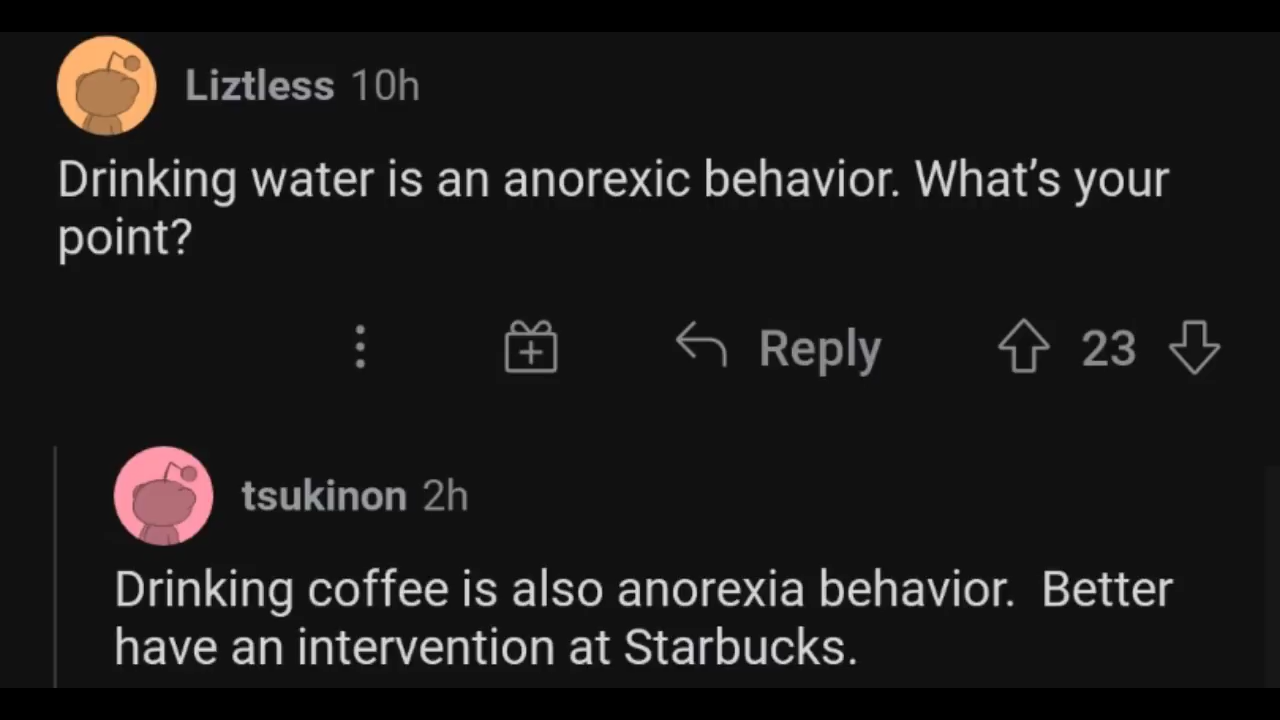 Liztless 10h
Drinking water is an anorexic behavior. What's your
point?
Reply 23
tsukinon 2h
Drinking coffee is also anorexia behavior.  Better
have an intervention at Starbucks.